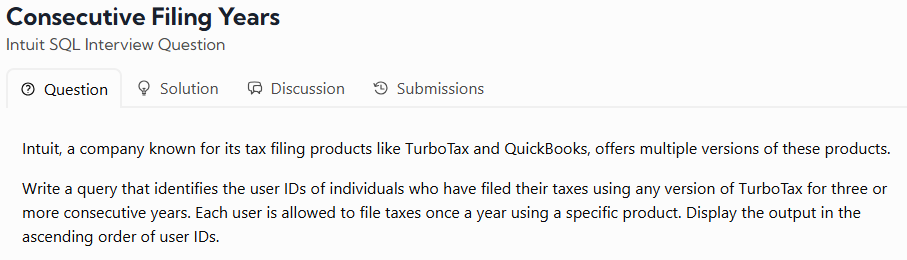 Consecutive Filing Years
Intuit SQL Interview Question
Question Solution Discussion Submissions
Intuit, a company known for its tax filing products like TurboTax and QuickBooks, offers multiple versions of these products.
Write a query that identifies the user IDs of individuals who have filed their taxes using any version of TurboTax for three or
more consecutive years. Each user is allowed to file taxes once a year using a specific product. Display the output in the
ascending order of user IDs.